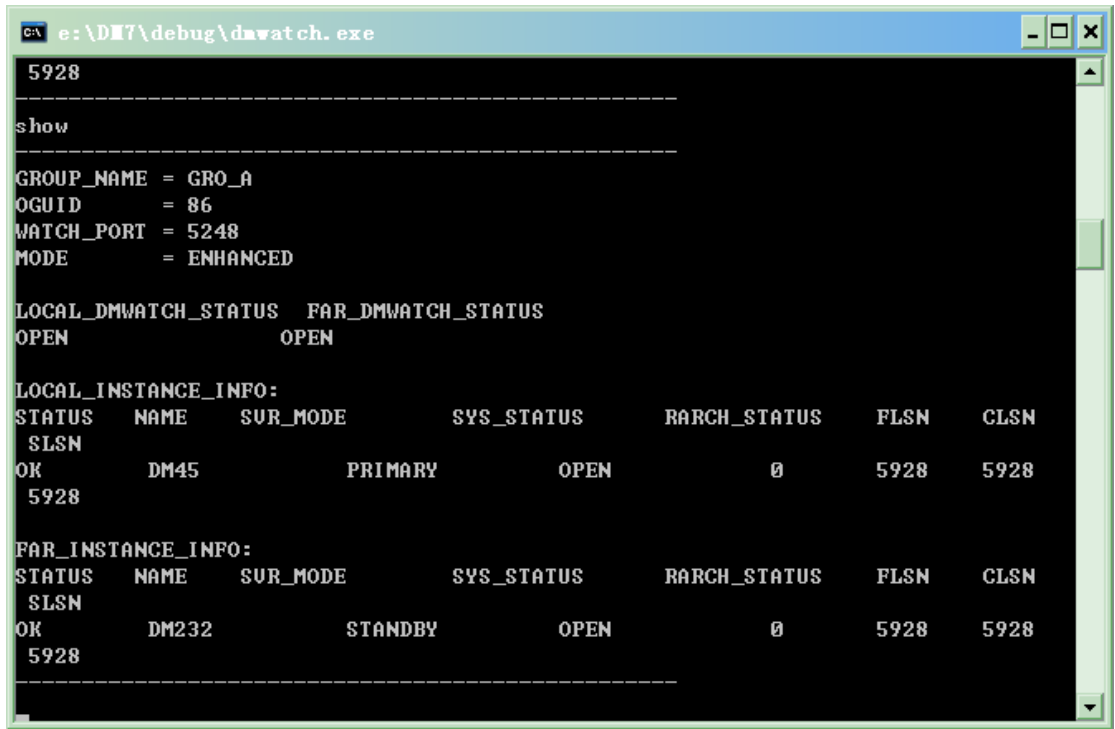 e:\DM7\debug\dmwatch.exe
5928
--------------------------------------------------
show
--------------------------------------------------
GROUP_NAME = GRO_A
OGUID      = 86
WATCH_PORT = 5248
MODE       = ENHANCED
LOCAL_DMWATCH_STATUS  FAR_DMWATCH_STATUS
OPEN                OPEN
LOCAL_INSTANCE_INFO:
STATUS   NAME    SVR_MODE        SYS_STATUS      RARCH_STATUS    FLSN    CLSN
SLSN
OK        DM45           PRIMARY         OPEN            0       5928    5928
5928
FAR_INSTANCE_INFO:
STATUS   NAME    SVR_MODE        SYS_STATUS      RARCH_STATUS    FLSN    CLSN
SLSN
OK        DM232          STANDBY         OPEN            0       5928    5928
5928
--------------------------------------------------